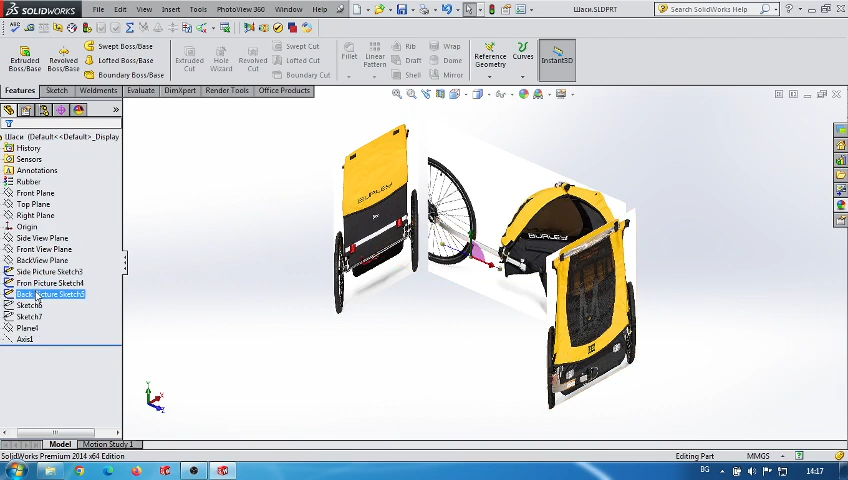 SOLIDWORKS File Edit View Insert Tools PhotoView 360 Window Help Шаси.SLDPRT Search SolidWorks Help
Extruded Boss/Base
Revolved Boss/Base
Swept Boss/Base
Lofted Boss/Base
Boundary Boss/Base
Extruded Cut
Hole Wizard
Revolved Cut
Swept Cut
Lofted Cut
Boundary Cut
Fillet
Linear Pattern
Rib
Draft
Shell
Wrap
Dome
Mirror
Reference Geometry
Curves
Instant3D
Features Sketch Weldments Evaluate DimXpert Render Tools Office Products
Шаси (Default<<Default>_Display
History
Sensors
Annotations
Rubber
Front Plane
Top Plane
Right Plane
Origin
Side View Plane
Front View Plane
BackView Plane
Side Picture Sketch3
Fron Picture Sketch4
Back Picture Sketch5
Sketch6
Sketch7
Plane4
Axis1
BURLEY
BURLEY
Y
X
Z
Model Motion Study 1
SolidWorks Premium 2014 x64 Edition Editing Part MMGS
BG 14:17